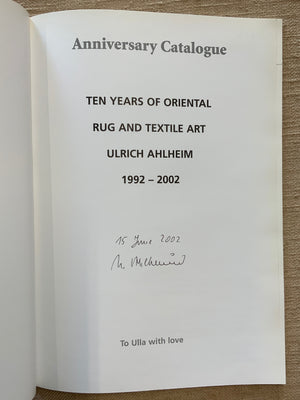 Anniversary Catalogue
TEN YEARS OF ORIENTAL
RUG AND TEXTILE ART
ULRICH AHLHEIM
1992 – 2002
15 June 2002
To Ulla with love